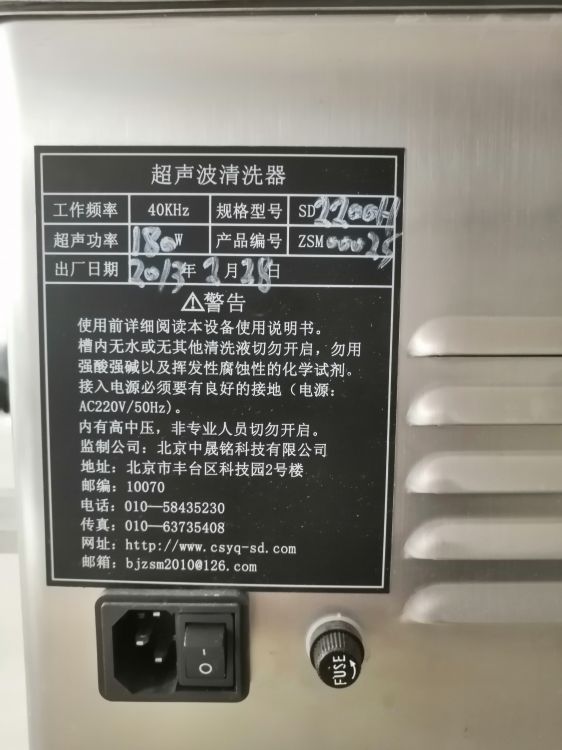 超声波清洗器
工作频率 40KHz 规格型号 SD2200H
超声功率 180W 产品编号 ZSM00025
出厂日期 2013年2月28日
⚠警告
使用前详细阅读本设备使用说明书。
槽内无水或无其他清洗液切勿开启，勿用
强酸强碱以及挥发性腐蚀性的化学试剂。
接入电源必须要有良好的接地（电源:
AC220V/50Hz）。
内有高中压，非专业人员切勿开启。
监制公司: 北京中晟铭科技有限公司
地址: 北京市丰台区科技园2号楼
邮编: 10070
电话: 010—58435230
传真: 010—63735408
网址: http://www.csyq-sd.com
邮箱: bjzsm2010@126.com
FUSE